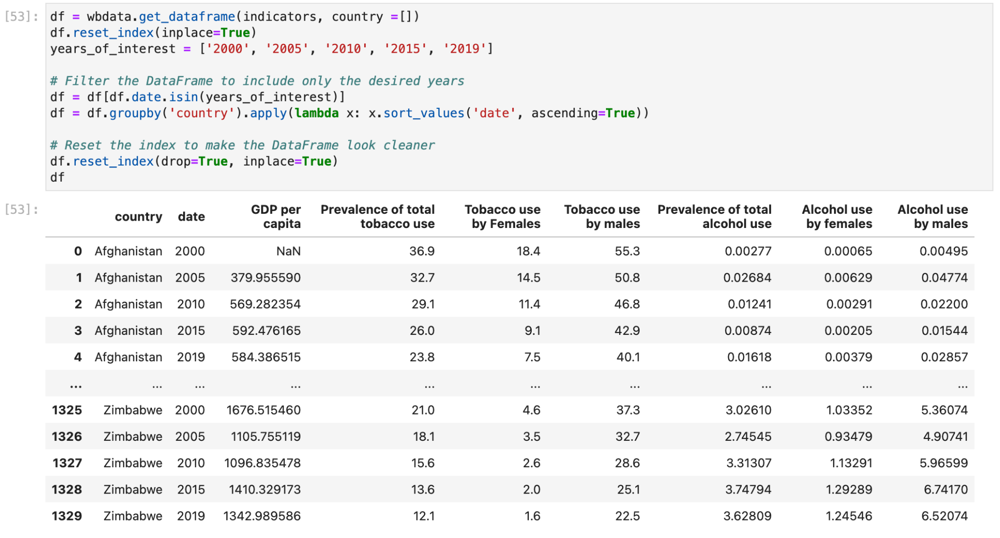 [53]: df = wbdata.get_dataframe(indicators, country =[])
df.reset_index(inplace=True)
years_of_interest = ['2000', '2005', '2010', '2015', '2019']
# Filter the DataFrame to include only the desired years
df = df[df.date.isin(years_of_interest)]
df = df.groupby('country').apply(lambda x: x.sort_values('date', ascending=True))
# Reset the index to make the DataFrame look cleaner
df.reset_index(drop=True, inplace=True)
df
[53]:
country date GDP per capita Prevalence of total tobacco use Tobacco use by Females Tobacco use by males Prevalence of total alcohol use Alcohol use by females Alcohol use by males
0 Afghanistan 2000 NaN 36.9 18.4 55.3 0.00277 0.00065 0.00495
1 Afghanistan 2005 379.955590 32.7 14.5 50.8 0.02684 0.00629 0.04774
2 Afghanistan 2010 569.282354 29.1 11.4 46.8 0.01241 0.00291 0.02200
3 Afghanistan 2015 592.476165 26.0 9.1 42.9 0.00874 0.00205 0.01544
4 Afghanistan 2019 584.386515 23.8 7.5 40.1 0.01618 0.00379 0.02857
... ... ... ... ... ... ... ... ... ...
1325 Zimbabwe 2000 1676.515460 21.0 4.6 37.3 3.02610 1.03352 5.36074
1326 Zimbabwe 2005 1105.755119 18.1 3.5 32.7 2.74545 0.93479 4.90741
1327 Zimbabwe 2010 1096.835478 15.6 2.6 28.6 3.31307 1.13291 5.96599
1328 Zimbabwe 2015 1410.329173 13.6 2.0 25.1 3.74794 1.29289 6.74170
1329 Zimbabwe 2019 1342.989586 12.1 1.6 22.5 3.62809 1.24546 6.52074